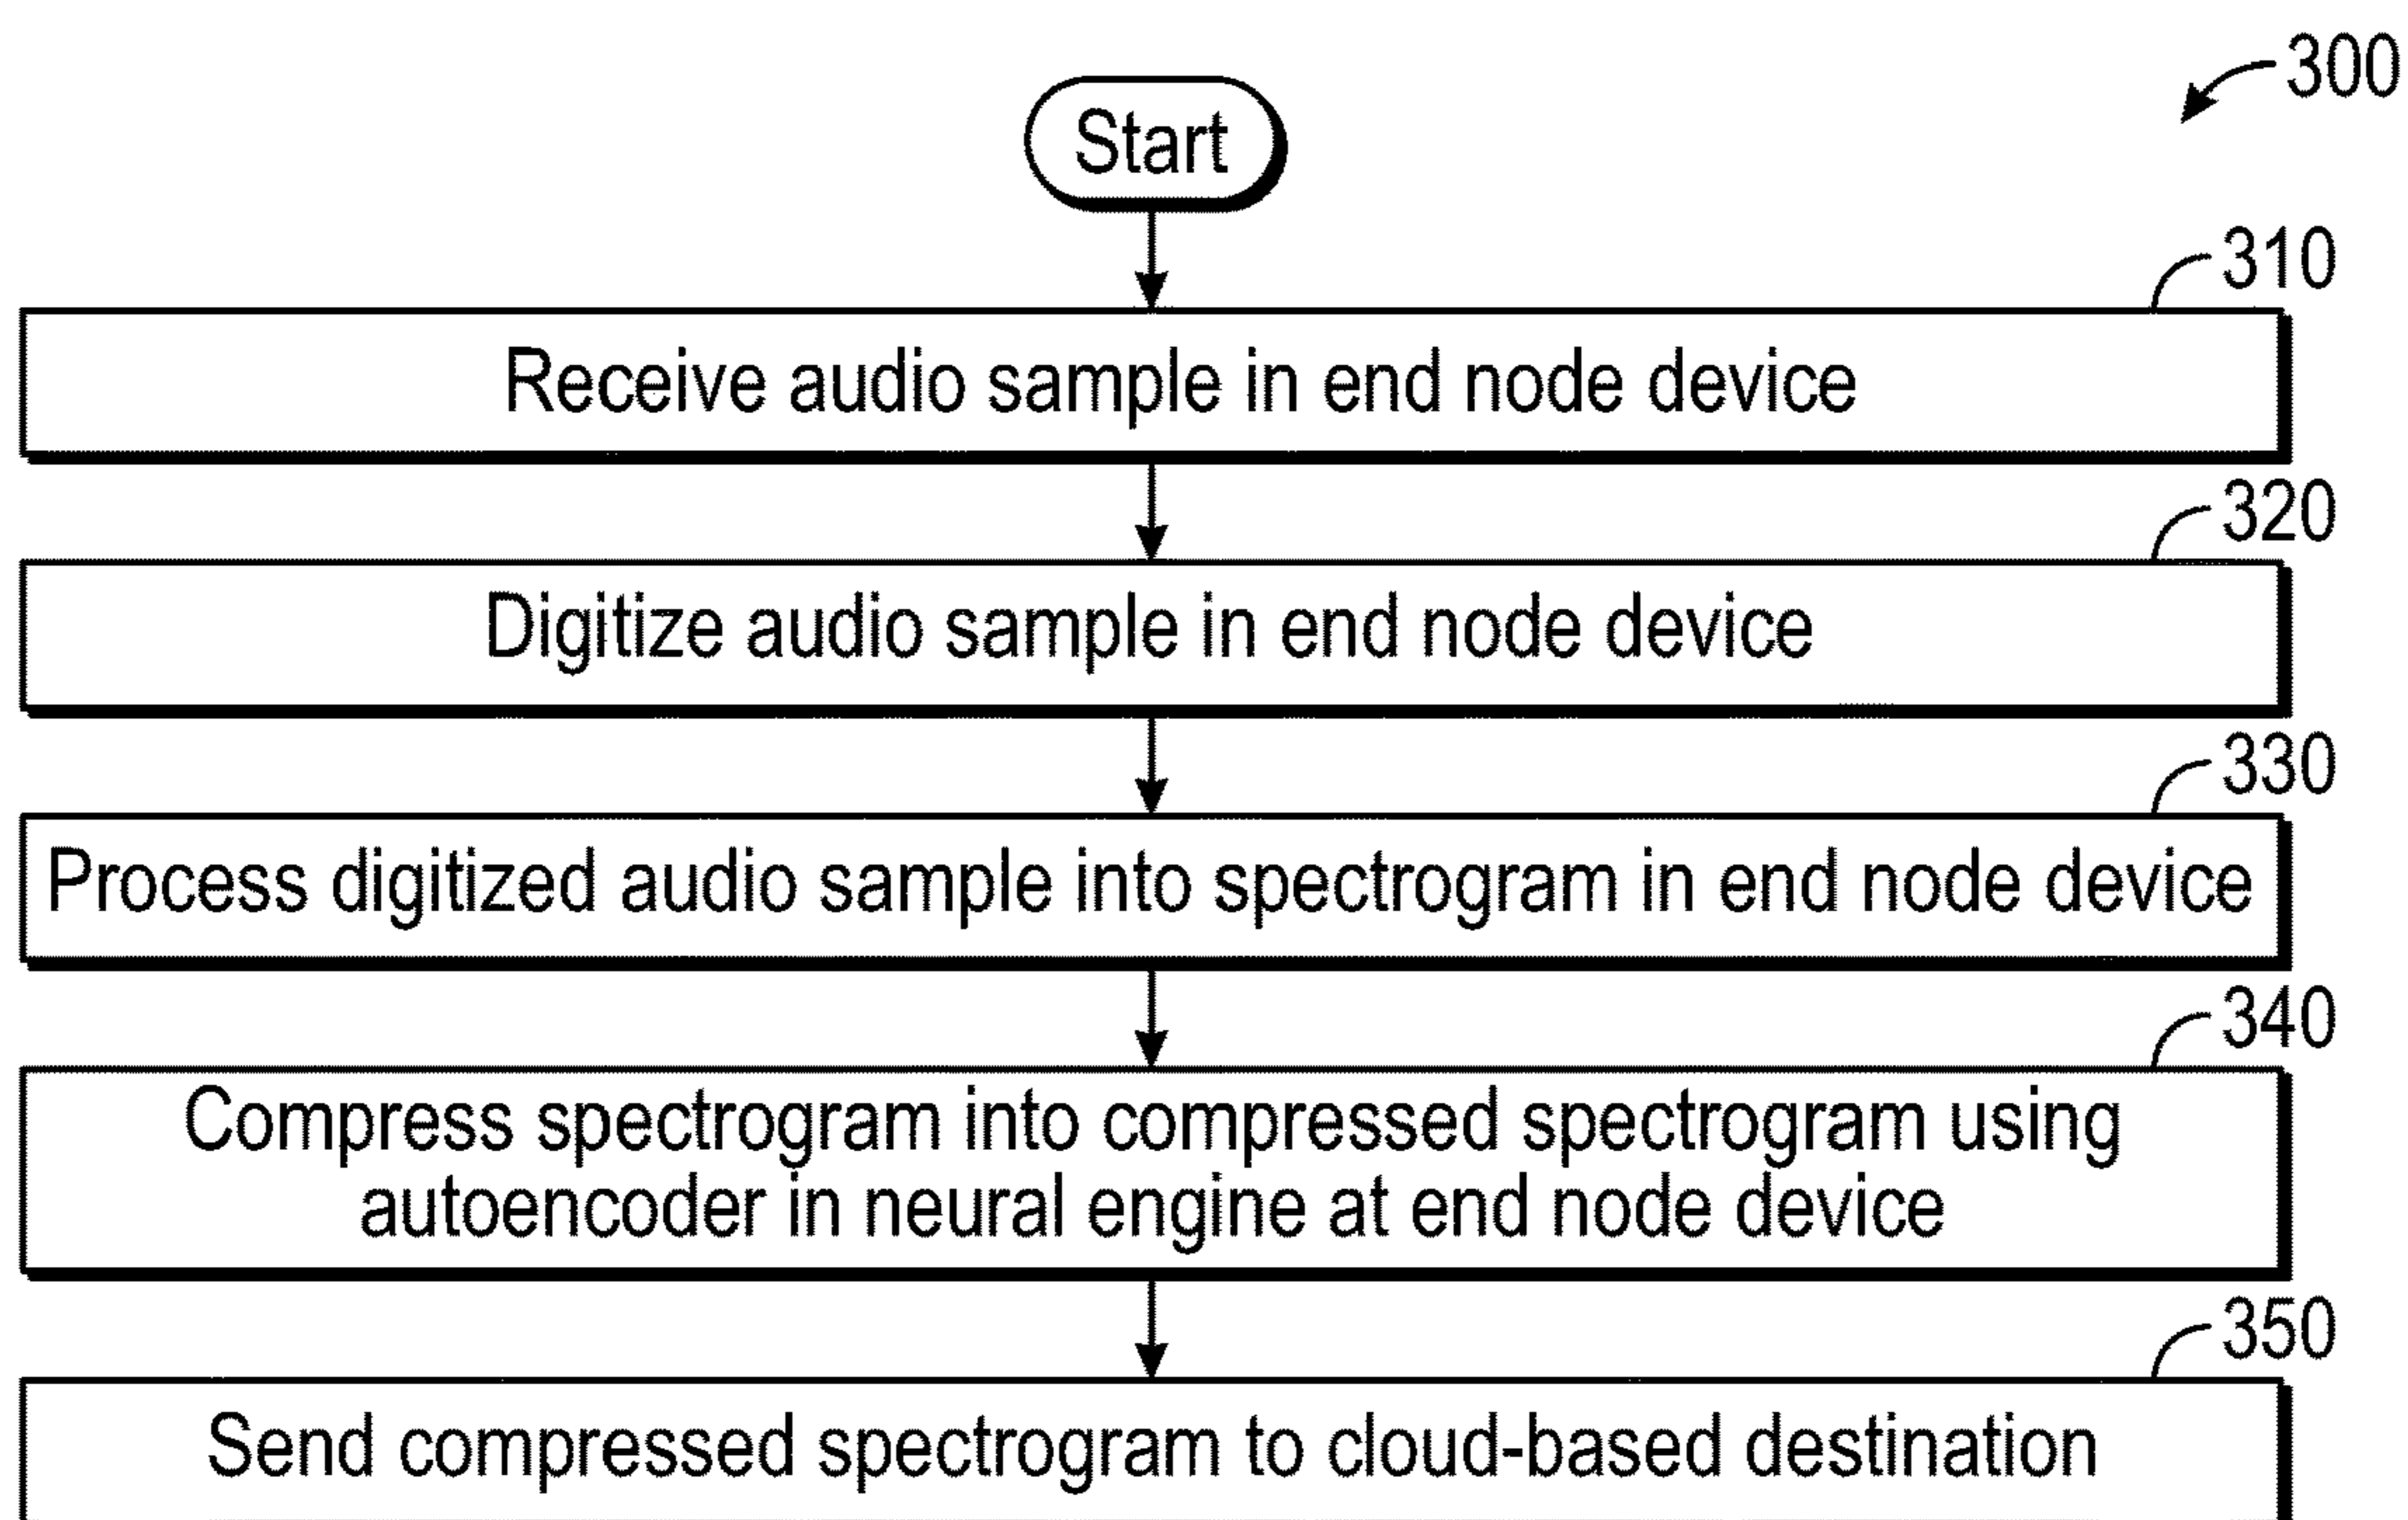 300
Start
310
Receive audio sample in end node device
320
Digitize audio sample in end node device
330
Process digitized audio sample into spectrogram in end node device
340
Compress spectrogram into compressed spectrogram using
autoencoder in neural engine at end node device
350
Send compressed spectrogram to cloud-based destination